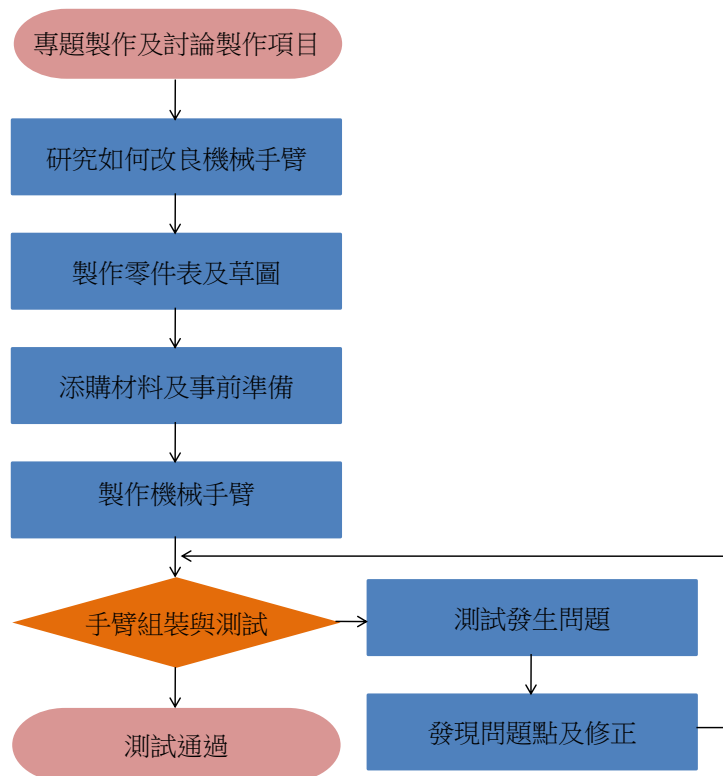 專題製作及討論製作項目
研究如何改良機械手臂
製作零件表及草圖
添購材料及事前準備
製作機械手臂
手臂組裝與測試
測試發生問題
發現問題點及修正
測試通過